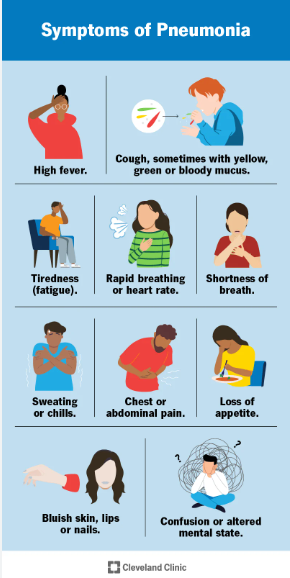 Symptoms of Pneumonia
High fever.
Cough, sometimes with yellow,
green or bloody mucus.
Tiredness
(fatigue).
Rapid breathing
or heart rate.
Shortness of
breath.
Sweating
or chills.
Chest or
abdominal pain.
Loss of
appetite.
Bluish skin, lips
or nails.
? ?
Confusion or altered
mental state.
Cleveland Clinic